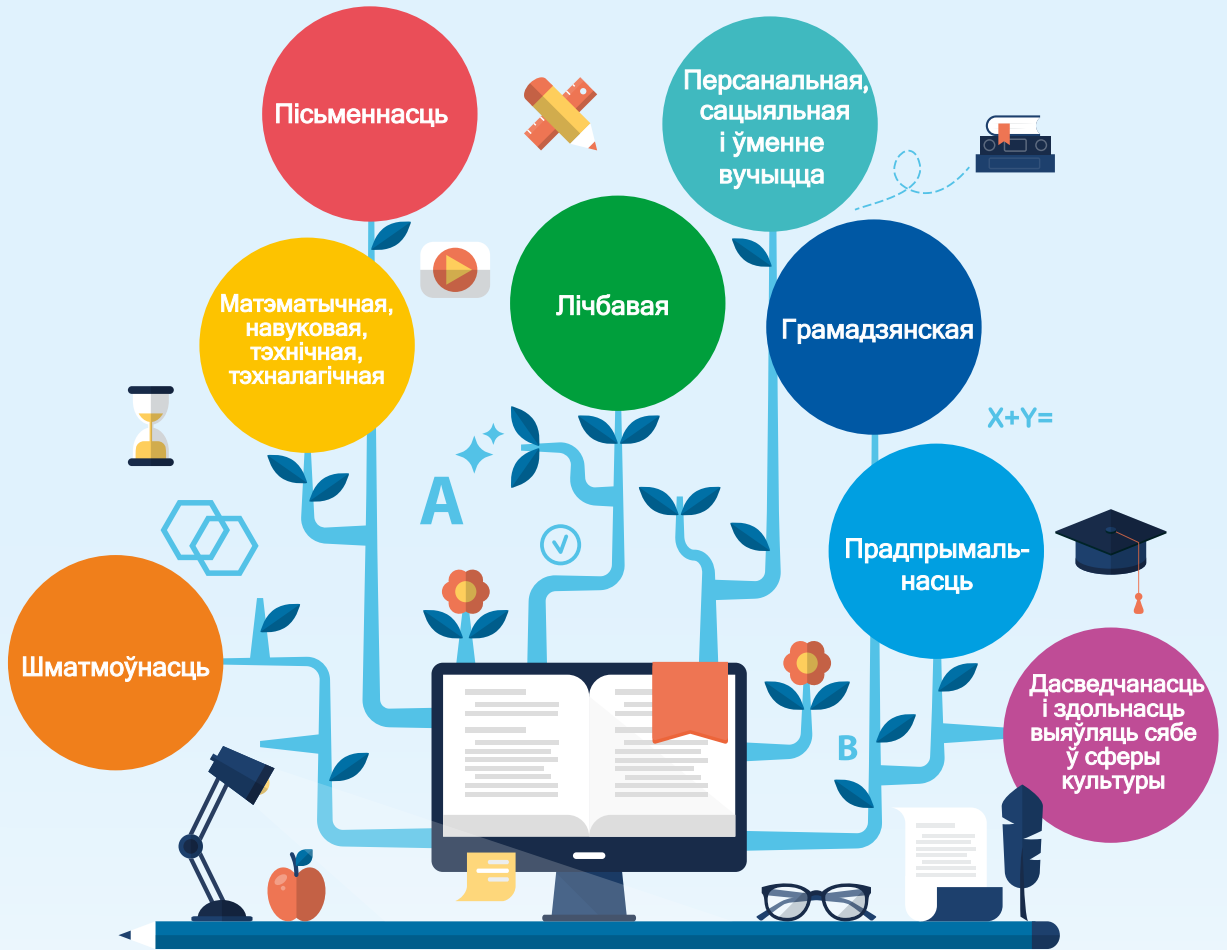 Пісьменнасць
Персанальная,
сацыяльная
і ўменне
вучыцца
Матэматычная,
навуковая,
тэхнічная,
тэхналагічная
Лічбавая
Грамадзянская
X+Y=
A
Прадпрымаль-
насць
Шматмоўнасць
Дасведчанасць
і здольнасць
выяўляць сябе
ў сферы
культуры
B